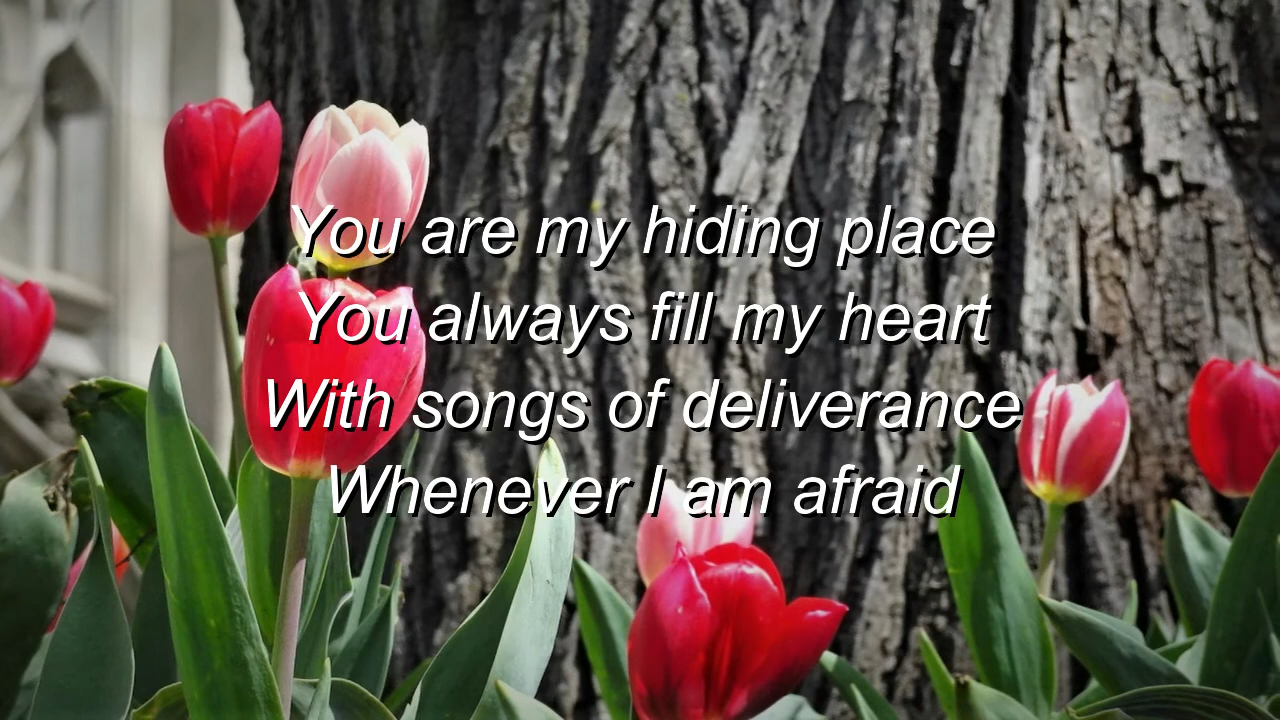 You are my hiding place
You always fill my heart
With songs of deliverance
Whenever I am afraid